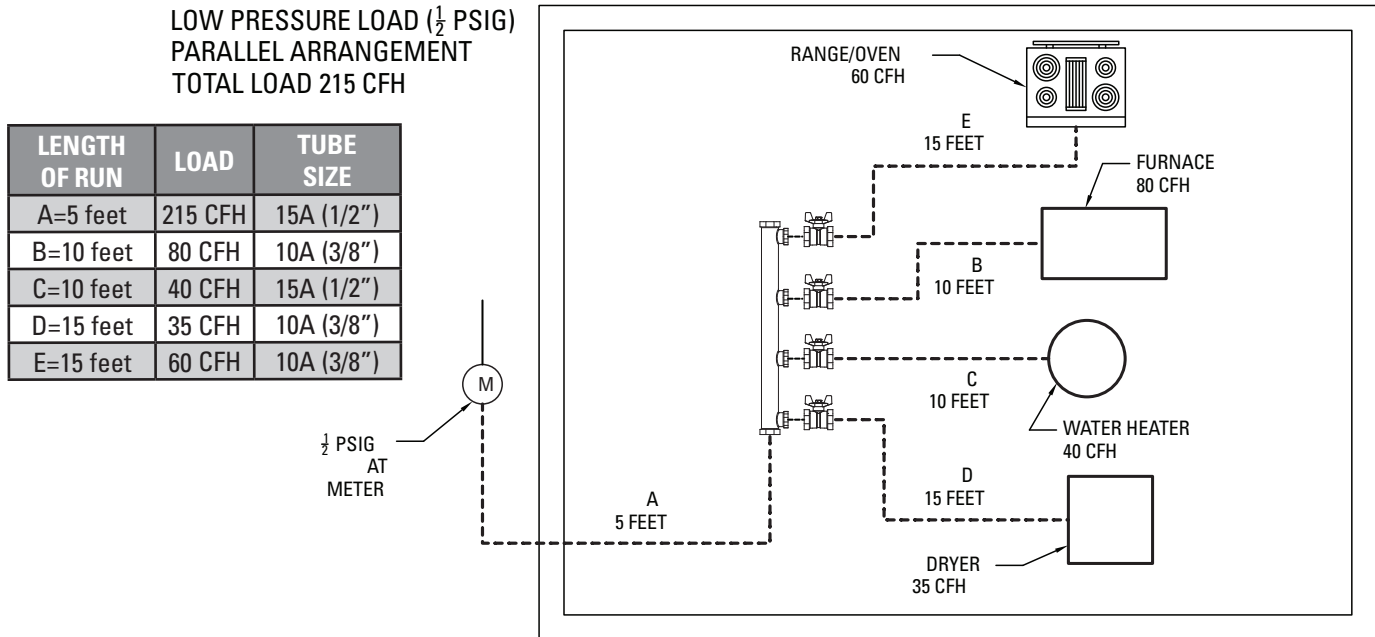 LOW PRESSURE LOAD (½ PSIG)
PARALLEL ARRANGEMENT
TOTAL LOAD 215 CFH
LENGTH OF RUN LOAD TUBE SIZE
A=5 feet 215 CFH 15A (1/2")
B=10 feet 80 CFH 10A (3/8")
C=10 feet 40 CFH 15A (1/2")
D=15 feet 35 CFH 10A (3/8")
E=15 feet 60 CFH 10A (3/8")
M
½ PSIG
AT
METER
A
5 FEET
RANGE/OVEN
60 CFH
E
15 FEET
FURNACE
80 CFH
B
10 FEET
C
10 FEET
WATER HEATER
40 CFH
D
15 FEET
DRYER
35 CFH